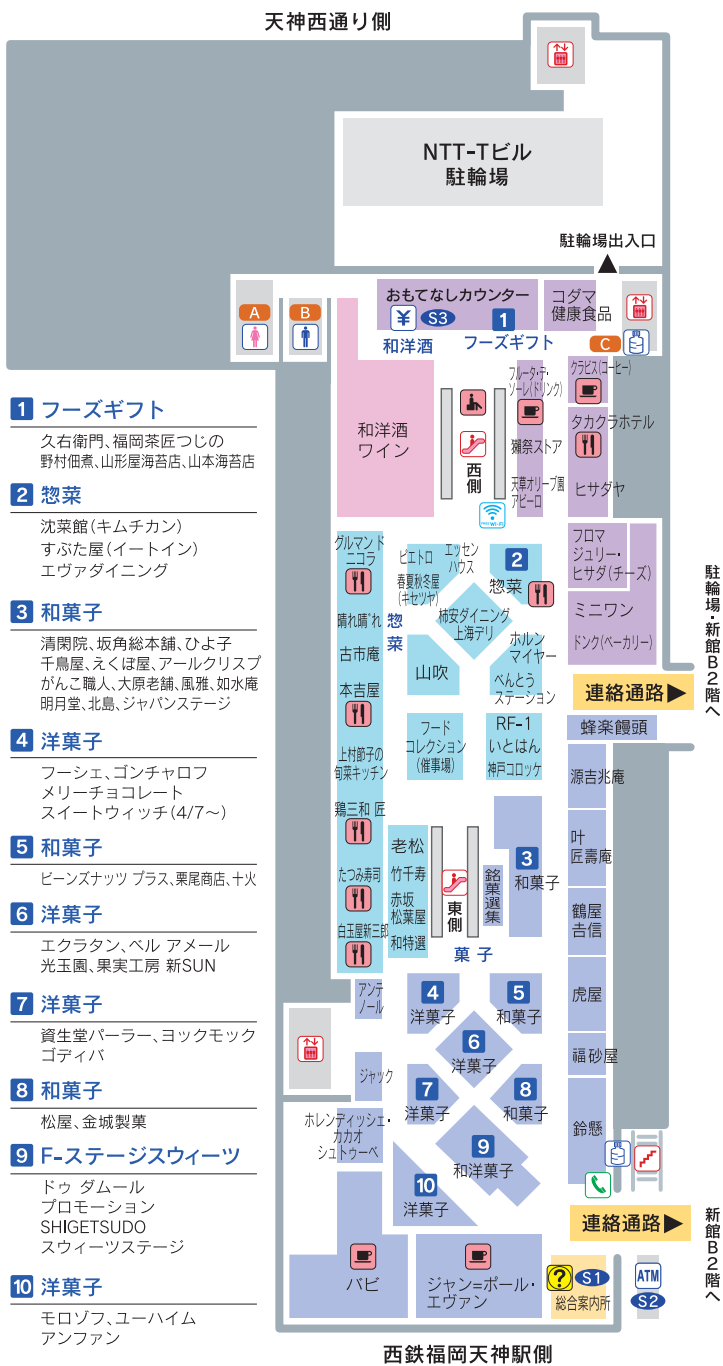 天神西通り側
NTT-Tビル
駐輪場
駐輪場出入口
A
B
おもてなしカウンター
¥ S3
1
和洋酒
フーズギフト
コダマ
健康食品
C
和洋酒
ワイン
西側
フルータ・デ・
ソーレ(ドリンク)
獺祭ストア
天草オリーブ園
アビーロ
クラビス(コーヒー)
タカクラホテル
ヒサダヤ
FREE Wi-Fi
1 フーズギフト
久右衛門、福岡茶匠つじの
野村佃煮、山形屋海苔店、山本海苔店
2 惣菜
沈菜館(キムチカン)
すぶた屋(イートイン)
エヴァダイニング
3 和菓子
清閑院、坂角総本舖、ひよ子
千鳥屋、えくぼ屋、アールクリスプ
がんこ職人、大原老舗、風雅、如水庵
明月堂、北島、ジャパンステージ
4 洋菓子
フーシェ、ゴンチャロフ
メリーチョコレート
スイートウィッチ(4/7〜)
5 和菓子
ビーンズナッツ プラス、栗尾商店、十火
6 洋菓子
エクラタン、ベル アメール
光玉園、果実工房 新SUN
7 洋菓子
資生堂パーラー、ヨックモック
ゴディバ
8 和菓子
松屋、金城製菓
9 F-ステージスウィーツ
ドゥ ダムール
プロモーション
SHIGETSUDO
スウィーツステージ
10 洋菓子
モロゾフ、ユーハイム
アンファン
グルマンド
ニコラ
晴れ晴れ
古市庵
本吉屋
上村節子の
旬菜キッチン
鶏三和 匠
たつみ寿司
白玉屋新三郎
惣菜
ピエトロ
春夏秋冬屋
(キセツヤ)
エッセン
ハウス
2
惣菜
柿安ダイニング
上海デリ
山吹
ホルン
マイヤー
べんとう
ステーション
フード
コレクション
(催事場)
RF-1
いとはん
神戸コロッケ
フロマ
ジュリー・
ヒサダ(チーズ)
ミニワン
ドンク(ベーカリー)
駐輪場・新館B2階へ
連絡通路▶
蜂楽饅頭
源吉兆庵
叶
匠壽庵
鶴屋
吉信
虎屋
福砂屋
鈴懸
老松
竹千寿
赤坂
松葉屋
和特選
東側
銘菓選集
3
和菓子
菓子
アンテ
ノール
ジャック
ホレンディッシェ・
カカオ
シュトゥーベ
4
洋菓子
5
和菓子
6
洋菓子
7
洋菓子
8
和菓子
9
和洋菓子
10
洋菓子
バビ
ジャン=ポール・
エヴァン
連絡通路▶
新館B2階へ
? S1
総合案内所
ATM
S2
西鉄福岡天神駅側